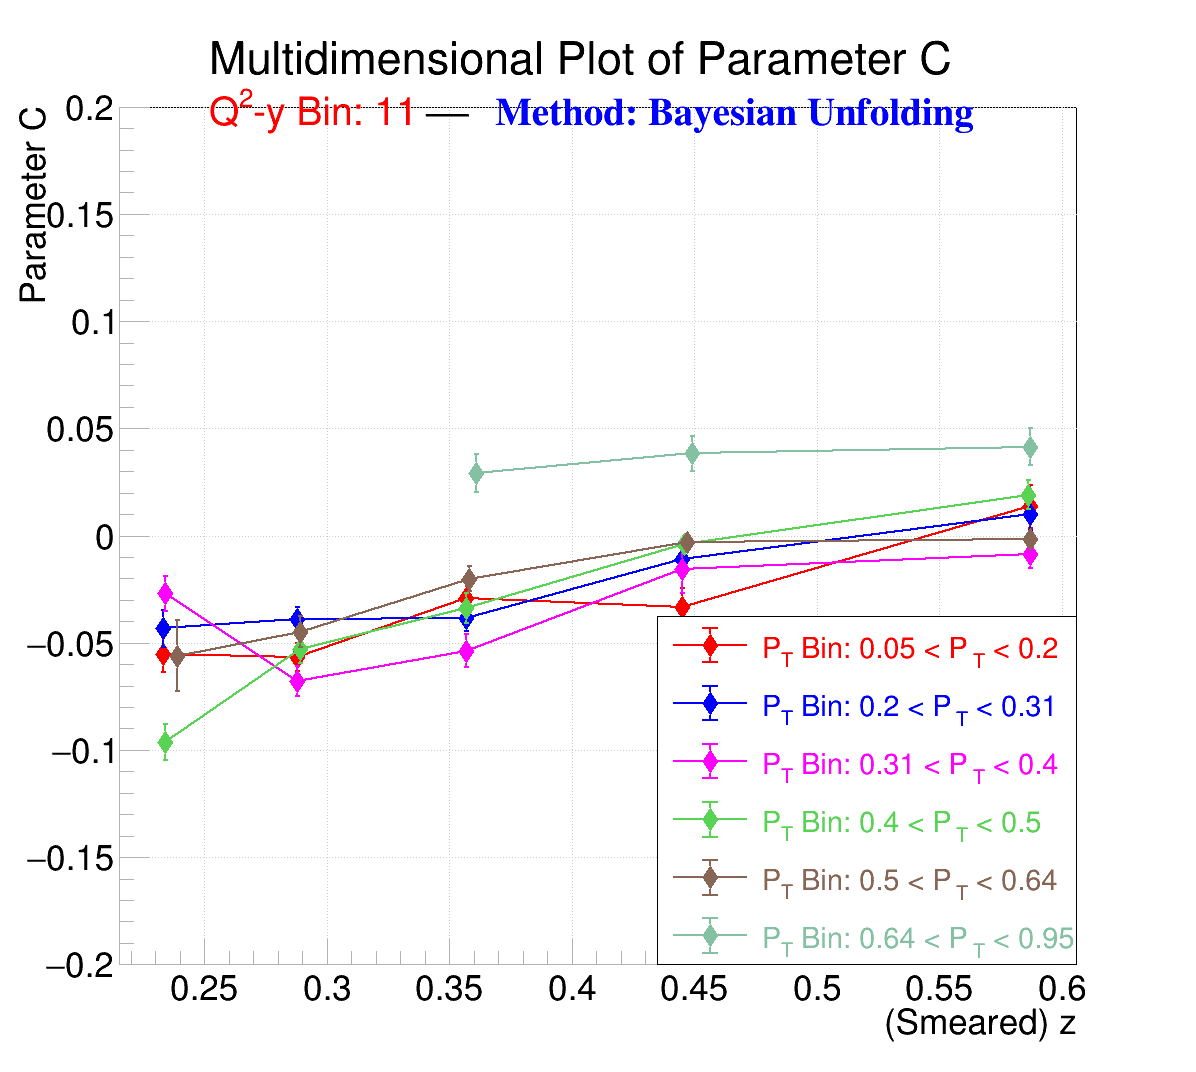 Multidimensional Plot of Parameter C
Q2-y Bin: 11 — Method: Bayesian Unfolding
Parameter C
0.2
0.15
0.1
0.05
0
−0.05
−0.1
−0.15
−0.2
PT Bin: 0.05 < PT < 0.2
PT Bin: 0.2 < PT < 0.31
PT Bin: 0.31 < PT < 0.4
PT Bin: 0.4 < PT < 0.5
PT Bin: 0.5 < PT < 0.64
PT Bin: 0.64 < PT < 0.95
0.25 0.3 0.35 0.4 0.45 0.5 0.55 0.6
(Smeared) z